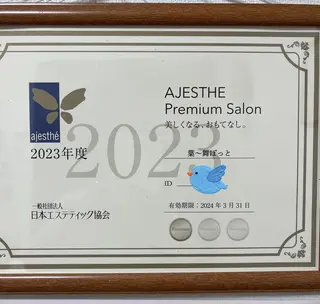 ajesthé
2023年度
一般社団法人
日本エステティック協会
2023
AJESTHE
Premium Salon
美しくなる、おもてなし。
葉〜舞ぽっと
ID
有効期限：2024年3月31日